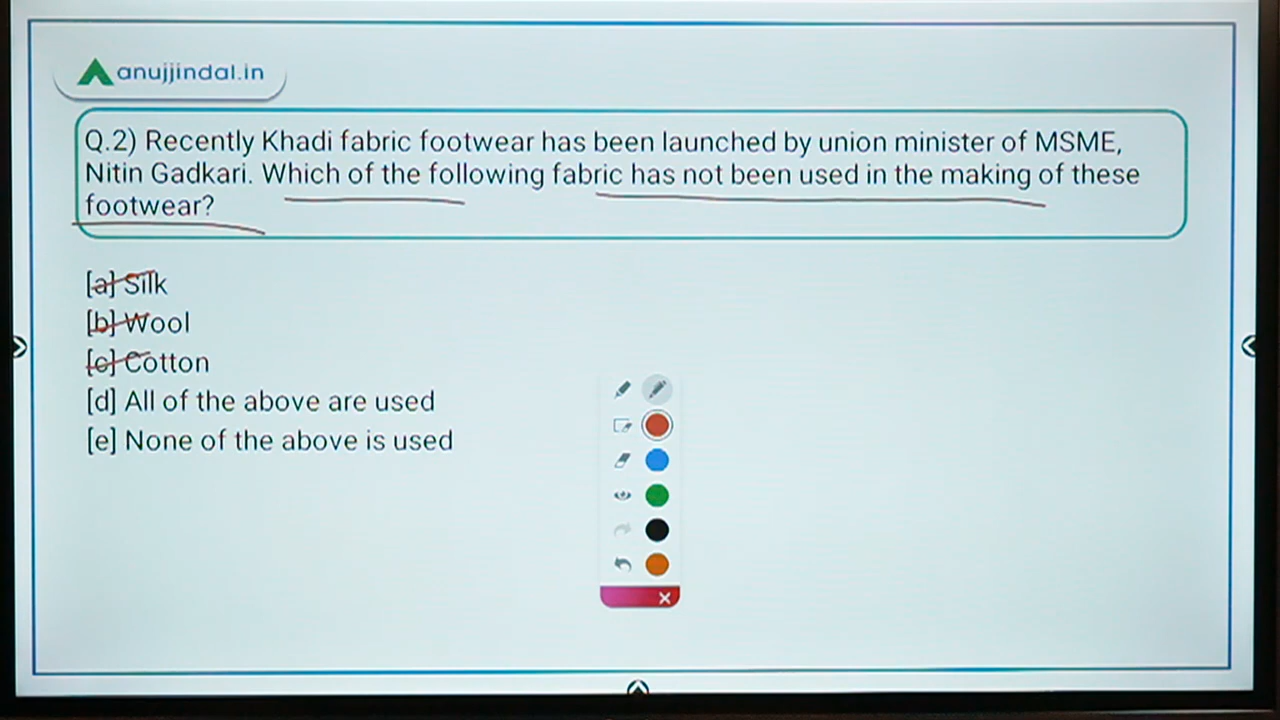 anujjindal.in
Q.2) Recently Khadi fabric footwear has been launched by union minister of MSME,
Nitin Gadkari. Which of the following fabric has not been used in the making of these
footwear?
[a] Silk
[b] Wool
[c] Cotton
[d] All of the above are used
[e] None of the above is used